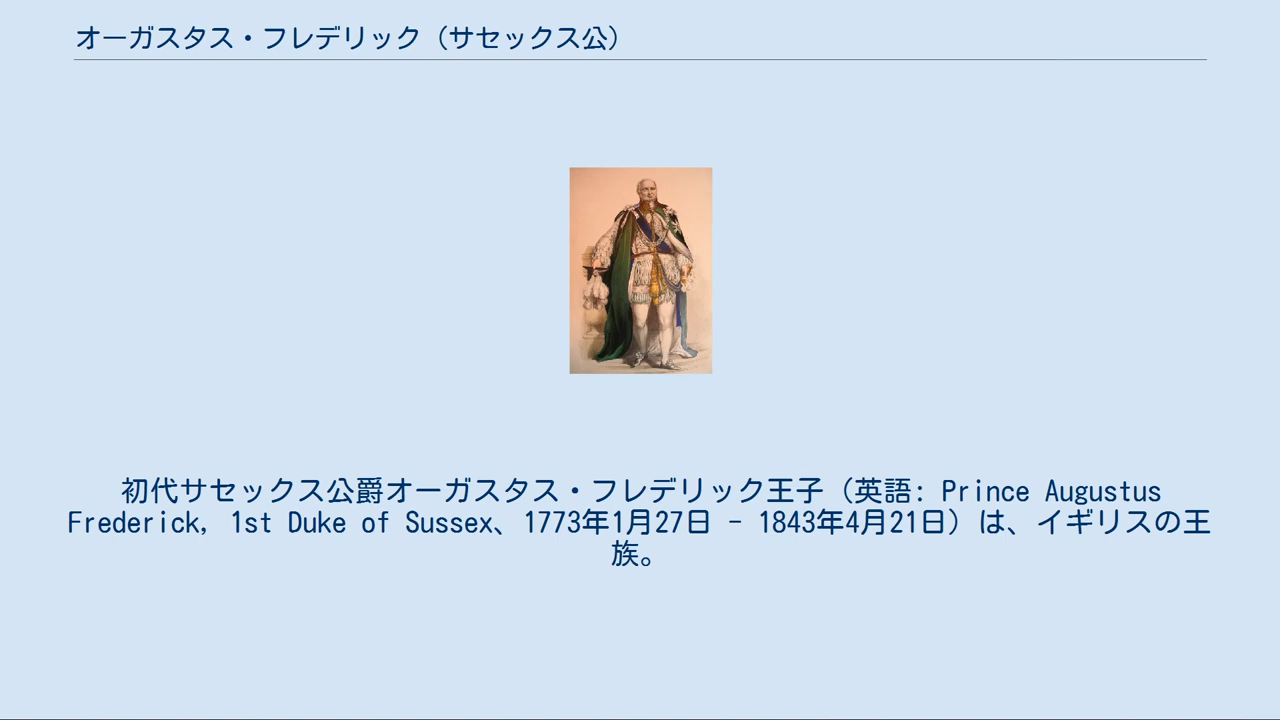 オーガスタス・フレデリック（サセックス公）
初代サセックス公爵オーガスタス・フレデリック王子（英語: Prince Augustus
Frederick, 1st Duke of Sussex、1773年1月27日 - 1843年4月21日）は、イギリスの王
族。